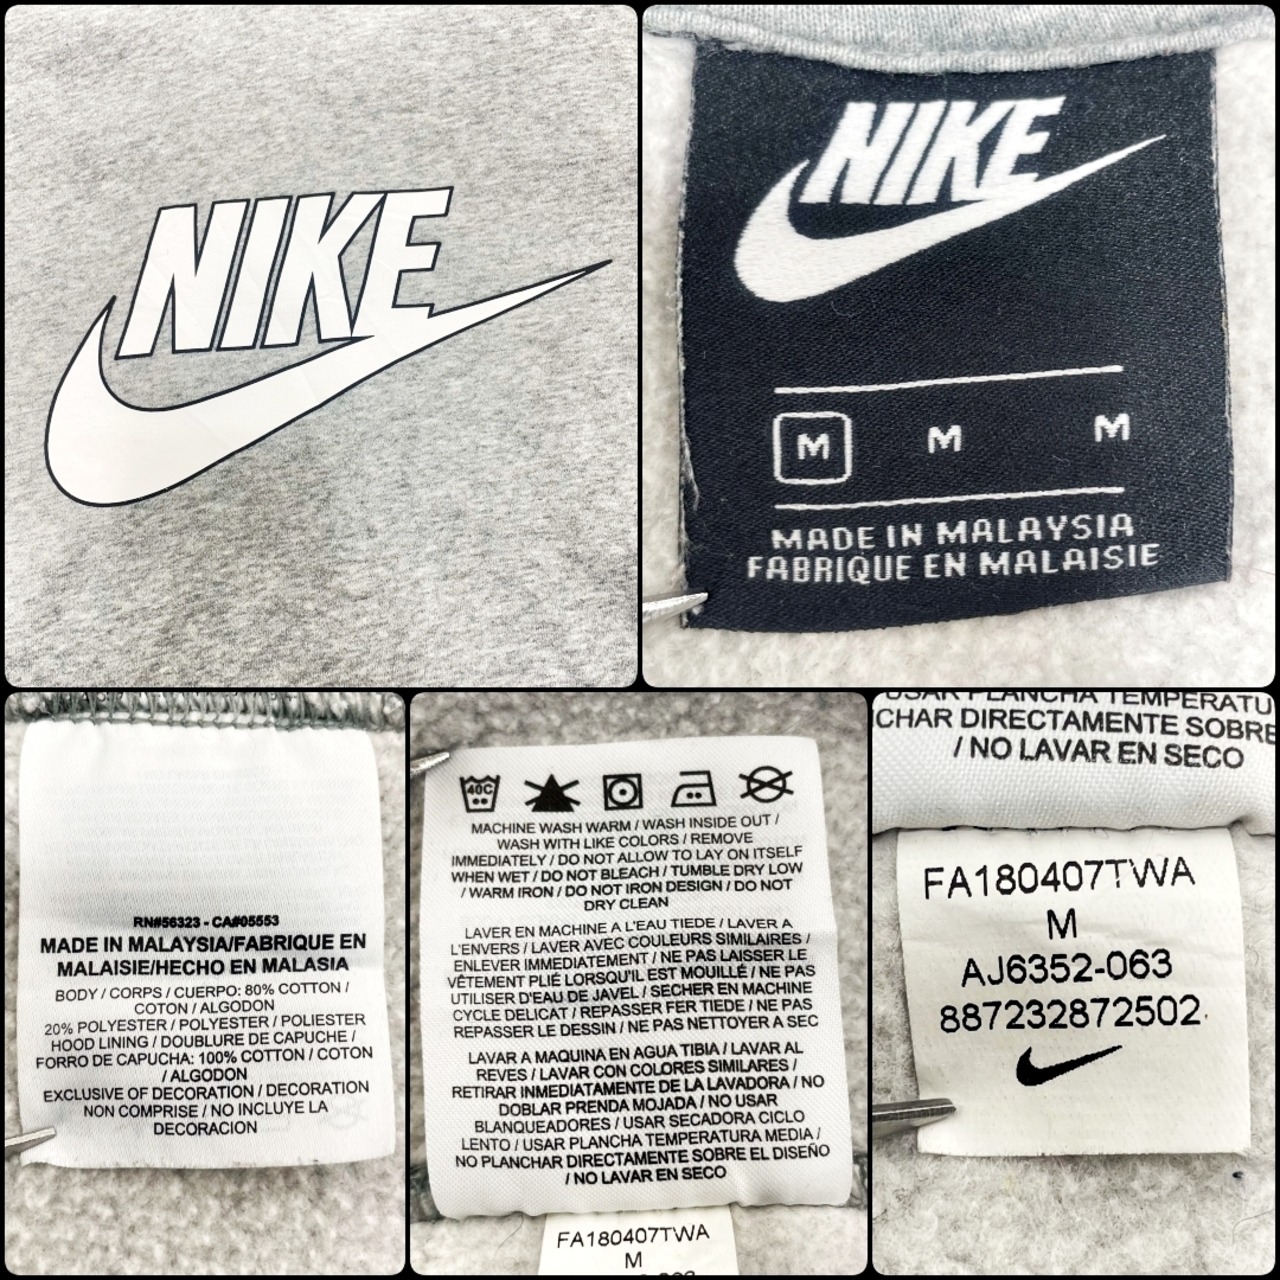 NIKE
NIKE
M M M
MADE IN MALAYSIA
FABRIQUE EN MALAISIE
RN#56323 - CA#05553
MADE IN MALAYSIA/FABRIQUE EN
MALAISIE/HECHO EN MALASIA
BODY / CORPS / CUERPO: 80% COTTON /
COTON / ALGODON
20% POLYESTER / POLYESTER / POLIESTER
HOOD LINING / DOUBLURE DE CAPUCHE /
FORRO DE CAPUCHA: 100% COTTON / COTON
/ ALGODON
EXCLUSIVE OF DECORATION / DECORATION
NON COMPRISE / NO INCLUYE LA
DECORACION
40C
MACHINE WASH WARM / WASH INSIDE OUT /
WASH WITH LIKE COLORS / REMOVE
IMMEDIATELY / DO NOT ALLOW TO LAY ON ITSELF
WHEN WET / DO NOT BLEACH / TUMBLE DRY LOW
/ WARM IRON / DO NOT IRON DESIGN / DO NOT
DRY CLEAN
LAVER EN MACHINE A L'EAU TIEDE / LAVER A
L'ENVERS / LAVER AVEC COULEURS SIMILAIRES /
ENLEVER IMMEDIATEMENT / NE PAS LAISSER LE
VÊTEMENT PLIÉ LORSQU'IL EST MOUILLÉ / NE PAS
UTILISER D'EAU DE JAVEL / SECHER EN MACHINE
CYCLE DELICAT / REPASSER FER TIEDE / NE PAS
REPASSER LE DESSIN / NE PAS NETTOYER A SEC
LAVAR A MAQUINA EN AGUA TIBIA / LAVAR AL
REVES / LAVAR CON COLORES SIMILARES /
RETIRAR INMEDIATAMENTE DE LA LAVADORA / NO
DOBLAR PRENDA MOJADA / NO USAR
BLANQUEADORES / USAR SECADORA CICLO
LENTO / USAR PLANCHA TEMPERATURA MEDIA /
NO PLANCHAR DIRECTAMENTE SOBRE EL DISEÑO
/ NO LAVAR EN SECO
FA180407TWA
M
USAR PLANCHA TEMPERATU
CHAR DIRECTAMENTE SOBRE
/ NO LAVAR EN SECO
FA180407TWA
M
AJ6352-063
887232872502